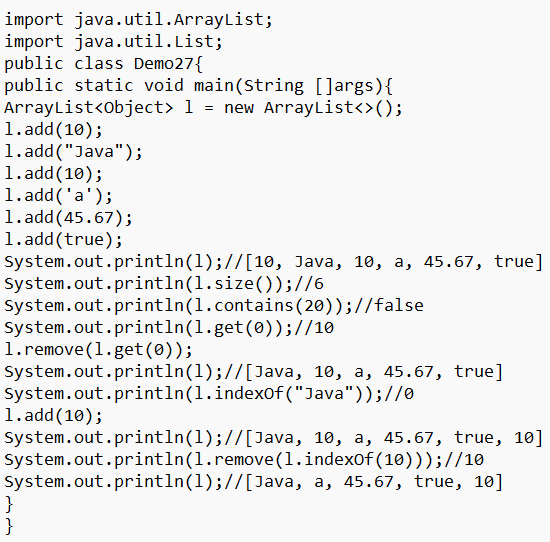 import java.util.ArrayList;
import java.util.List;
public class Demo27{
public static void main(String []args){
ArrayList<Object> l = new ArrayList<>();
l.add(10);
l.add("Java");
l.add(10);
l.add('a');
l.add(45.67);
l.add(true);
System.out.println(l);//[10, Java, 10, a, 45.67, true]
System.out.println(l.size());//6
System.out.println(l.contains(20));//false
System.out.println(l.get(0));//10
l.remove(l.get(0));
System.out.println(l);//[Java, 10, a, 45.67, true]
System.out.println(l.indexOf("Java"));//0
l.add(10);
System.out.println(l);//[Java, 10, a, 45.67, true, 10]
System.out.println(l.remove(l.indexOf(10)));//10
System.out.println(l);//[Java, a, 45.67, true, 10]
}
}